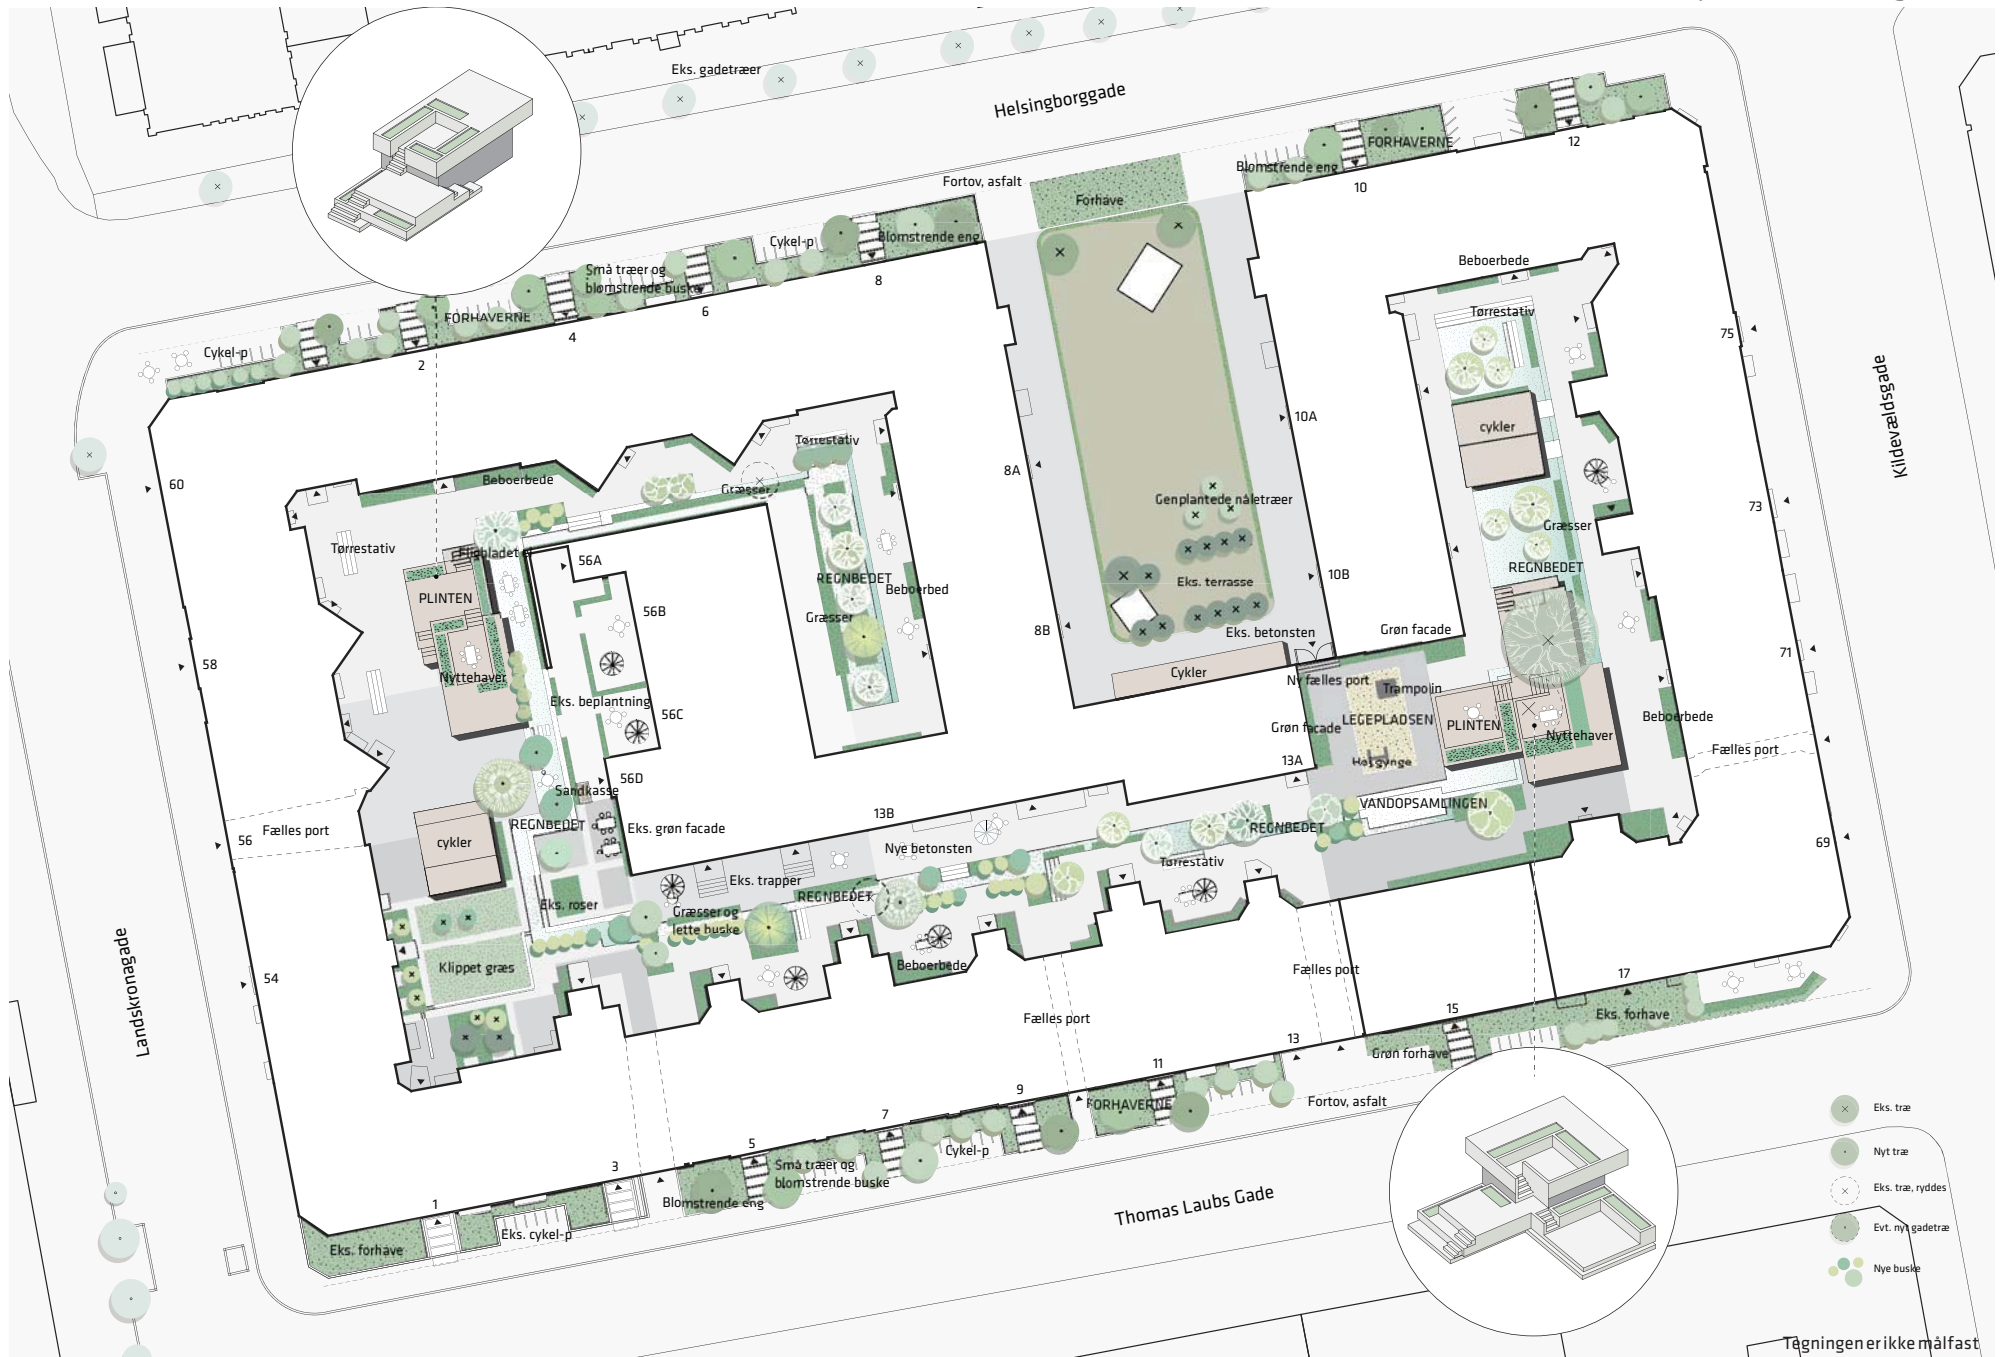 Eks. gadetræer
Helsingborggade
FORHAVERNE
12
Blomstrende eng
10
Fortov, asfalt
Forhave
Cykel-p
Blomstrende eng
Små træer og
blomstrende buske
8
6
FORHAVERNE
4
Cykel-p
2
Beboerbede
Tørrestativ
75
Kildevældsgade
cykler
10A
8A
Tørrestativ
Græsser
Beboerbede
60
Genplantede nåletræer
Græsser
73
Tørrestativ
56A
REGNBEDET
10B
Eks. terrasse
PLINTEN
56B
REGNBEDET
Beboerbed
Græsser
8B
Eks. betonsten
Grøn facade
71
58
Nyttehaver
Cykler
Ny fælles port
Trampolin
Eks. beplantning
56C
Grøn facade
LEGEPLADSEN
PLINTEN
Nyttehaver
Beboerbede
Fælles port
13A
56D
Sandkasse
VANDOPSAMLINGEN
REGNBEDET
Eks. grøn facade
13B
REGNBEDET
Fælles port
56
cykler
69
Nye betonsten
Tørrestativ
Eks. trapper
REGNBEDET
Eks. roser
Græsser og
lette buske
Klippet græs
Beboerbede
54
Landskronagade
Fælles port
Fælles port
17
15
Eks. forhave
13
Grøn forhave
11
9
FORHAVERNE
Fortov, asfalt
7
Cykel-p
5
Små træer og
blomstrende buske
3
Blomstrende eng
1
Eks. cykel-p
Eks. forhave
Thomas Laubs Gade
Eks. træ
Nyt træ
Eks. træ, ryddes
Evt. nyt gadetræ
Nye buske
Tegningen er ikke målfast